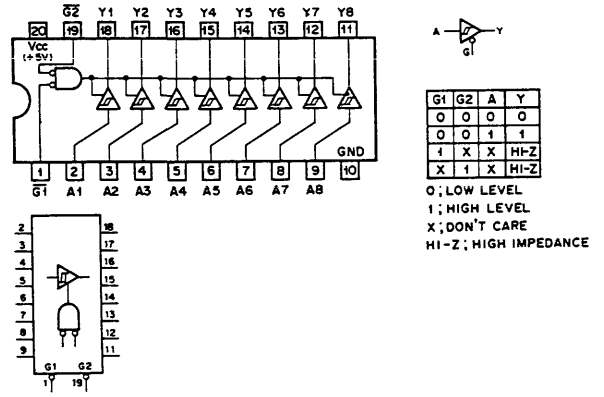 G2 Y1 Y2 Y3 Y4 Y5 Y6 Y7 Y8
20 19 18 17 16 15 14 13 12 11
Vcc
(+5V)
GND
1 2 3 4 5 6 7 8 9 10
G1 A1 A2 A3 A4 A5 A6 A7 A8
A Y
G
G1 G2 A Y
0 0 0 0
0 0 1 1
1 X X HI-Z
X 1 X HI-Z
0 ; LOW LEVEL
1 ; HIGH LEVEL
X ; DON'T CARE
HI-Z ; HIGH IMPEDANCE
2 18
3 17
4 16
5 15
6 14
7 13
8 12
9 11
G1 G2
1 19